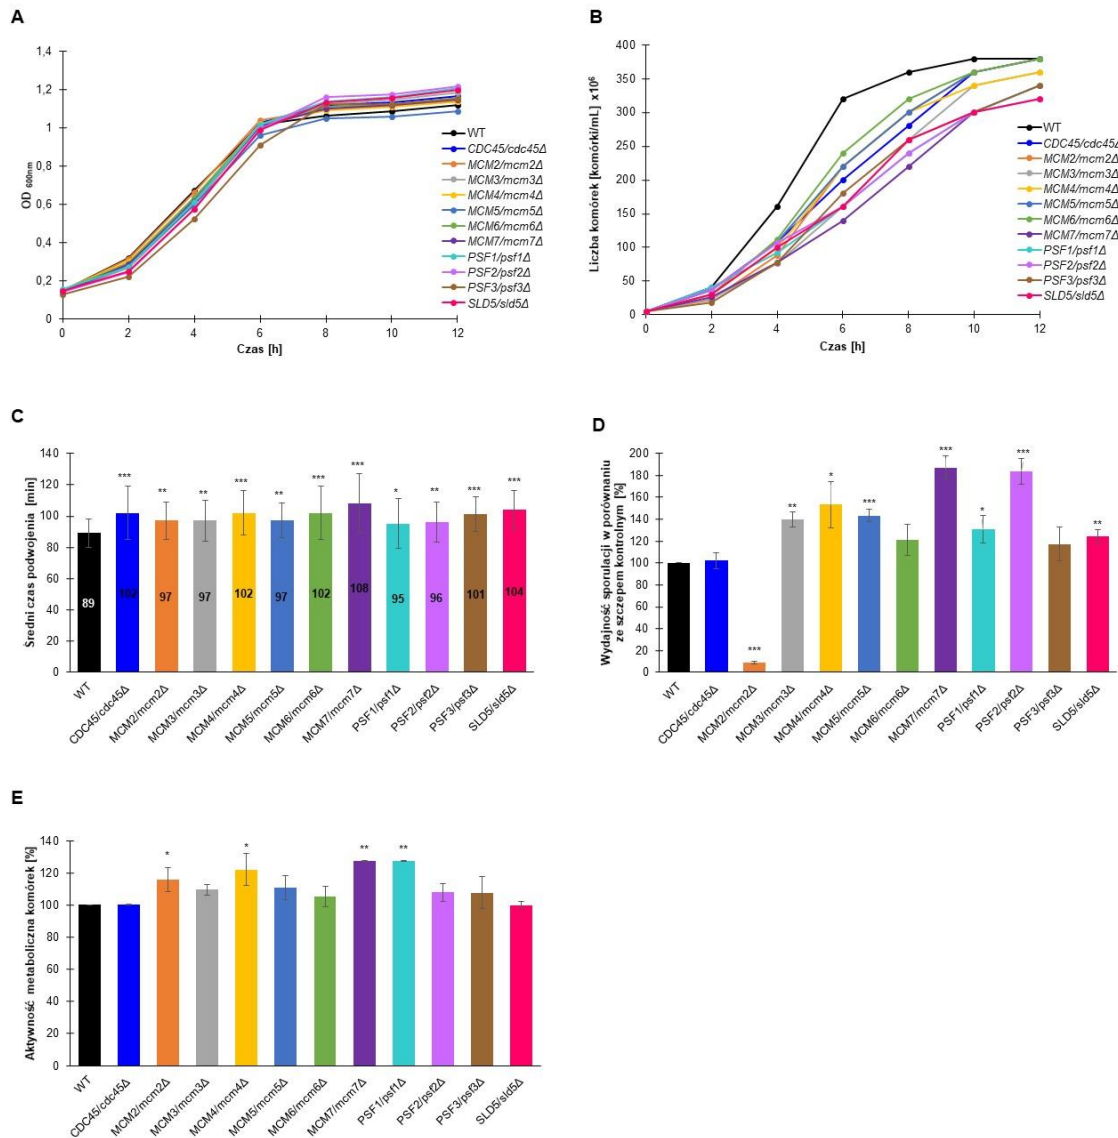 A
OD 600nm
1,4
1,2
1
0,8
0,6
0,4
0,2
0
0 2 4 6 8 10 12
Czas [h]
WT
CDC45/cdc45Δ
MCM2/mcm2Δ
MCM3/mcm3Δ
MCM4/mcm4Δ
MCM5/mcm5Δ
MCM6/mcm6Δ
MCM7/mcm7Δ
PSF1/psf1Δ
PSF2/psf2Δ
PSF3/psf3Δ
SLD5/sld5Δ
B
Liczba komórek [komórki/mL] x10⁶
400
350
300
250
200
150
100
50
0
0 2 4 6 8 10 12
Czas [h]
WT
CDC45/cdc45Δ
MCM2/mcm2Δ
MCM3/mcm3Δ
MCM4/mcm4Δ
MCM5/mcm5Δ
MCM6/mcm6Δ
MCM7/mcm7Δ
PSF1/psf1Δ
PSF2/psf2Δ
PSF3/psf3Δ
SLD5/sld5Δ
C
Średni czas podwojenia [min]
140
120
100
80
60
40
20
0
*** ** ** *** ** *** *** * ** *** ***
89 102 97 97 102 97 102 108 95 96 101 104
WT
CDC45/cdc45Δ
MCM2/mcm2Δ
MCM3/mcm3Δ
MCM4/mcm4Δ
MCM5/mcm5Δ
MCM6/mcm6Δ
MCM7/mcm7Δ
PSF1/psf1Δ
PSF2/psf2Δ
PSF3/psf3Δ
SLD5/sld5Δ
D
Wydajność sporulacji w porównaniu
ze szczepem kontrolnym [%]
200
180
160
140
120
100
80
60
40
20
0
*** ** * *** *** * *** **
WT
CDC45/cdc45Δ
MCM2/mcm2Δ
MCM3/mcm3Δ
MCM4/mcm4Δ
MCM5/mcm5Δ
MCM6/mcm6Δ
MCM7/mcm7Δ
PSF1/psf1Δ
PSF2/psf2Δ
PSF3/psf3Δ
SLD5/sld5Δ
E
Aktywność metaboliczna komórek [%]
140
120
100
80
60
40
20
0
* * ** **
WT
CDC45/cdc45Δ
MCM2/mcm2Δ
MCM3/mcm3Δ
MCM4/mcm4Δ
MCM5/mcm5Δ
MCM6/mcm6Δ
MCM7/mcm7Δ
PSF1/psf1Δ
PSF2/psf2Δ
PSF3/psf3Δ
SLD5/sld5Δ